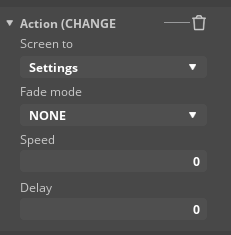 Action (CHANGE
Screen to
Settings
Fade mode
NONE
Speed
0
Delay
0